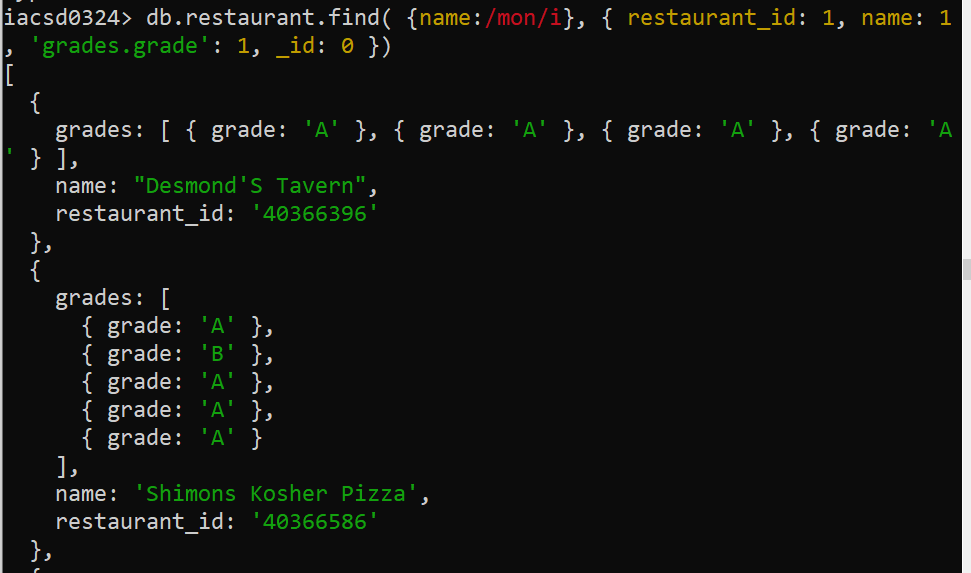 iacsd0324> db.restaurant.find( {name:/mon/i}, { restaurant_id: 1, name: 1
, 'grades.grade': 1, _id: 0 })
[
  {
    grades: [ { grade: 'A' }, { grade: 'A' }, { grade: 'A' }, { grade: 'A
' } ],
    name: "Desmond'S Tavern",
    restaurant_id: '40366396'
  },
  {
    grades: [
      { grade: 'A' },
      { grade: 'B' },
      { grade: 'A' },
      { grade: 'A' },
      { grade: 'A' }
    ],
    name: 'Shimons Kosher Pizza',
    restaurant_id: '40366586'
  },